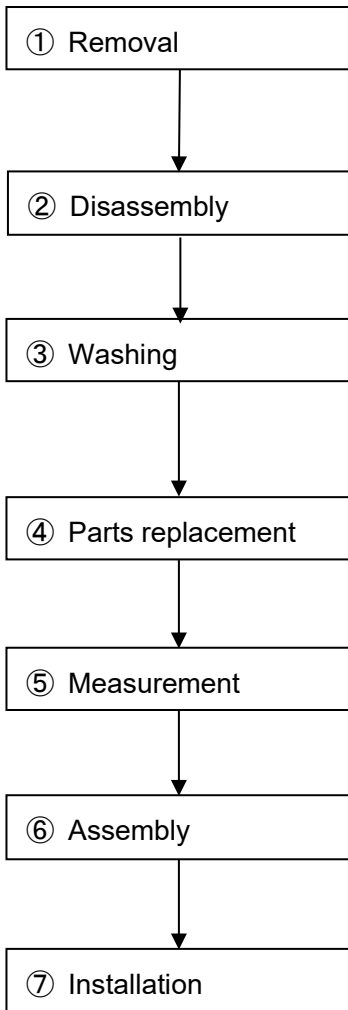 ① Removal
② Disassembly
③ Washing
④ Parts replacement
⑤ Measurement
⑥ Assembly
⑦ Installation